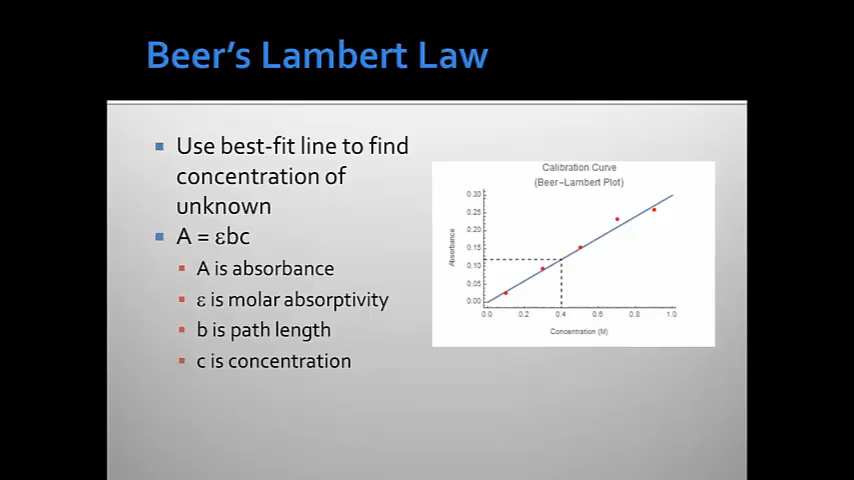 Beer's Lambert Law
Use best-fit line to find
concentration of
unknown
A = εbc
A is absorbance
ε is molar absorptivity
b is path length
c is concentration
Calibration Curve
(Beer–Lambert Plot)
Absorbance
0.30
0.25
0.20
0.15
0.10
0.05
0.00
0.0 0.2 0.4 0.6 0.8 1.0
Concentration (M)